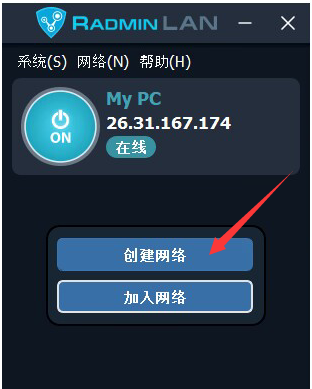 RADMIN LAN
系统(S) 网络(N) 帮助(H)
My PC
26.31.167.174
在线
ON
创建网络
加入网络